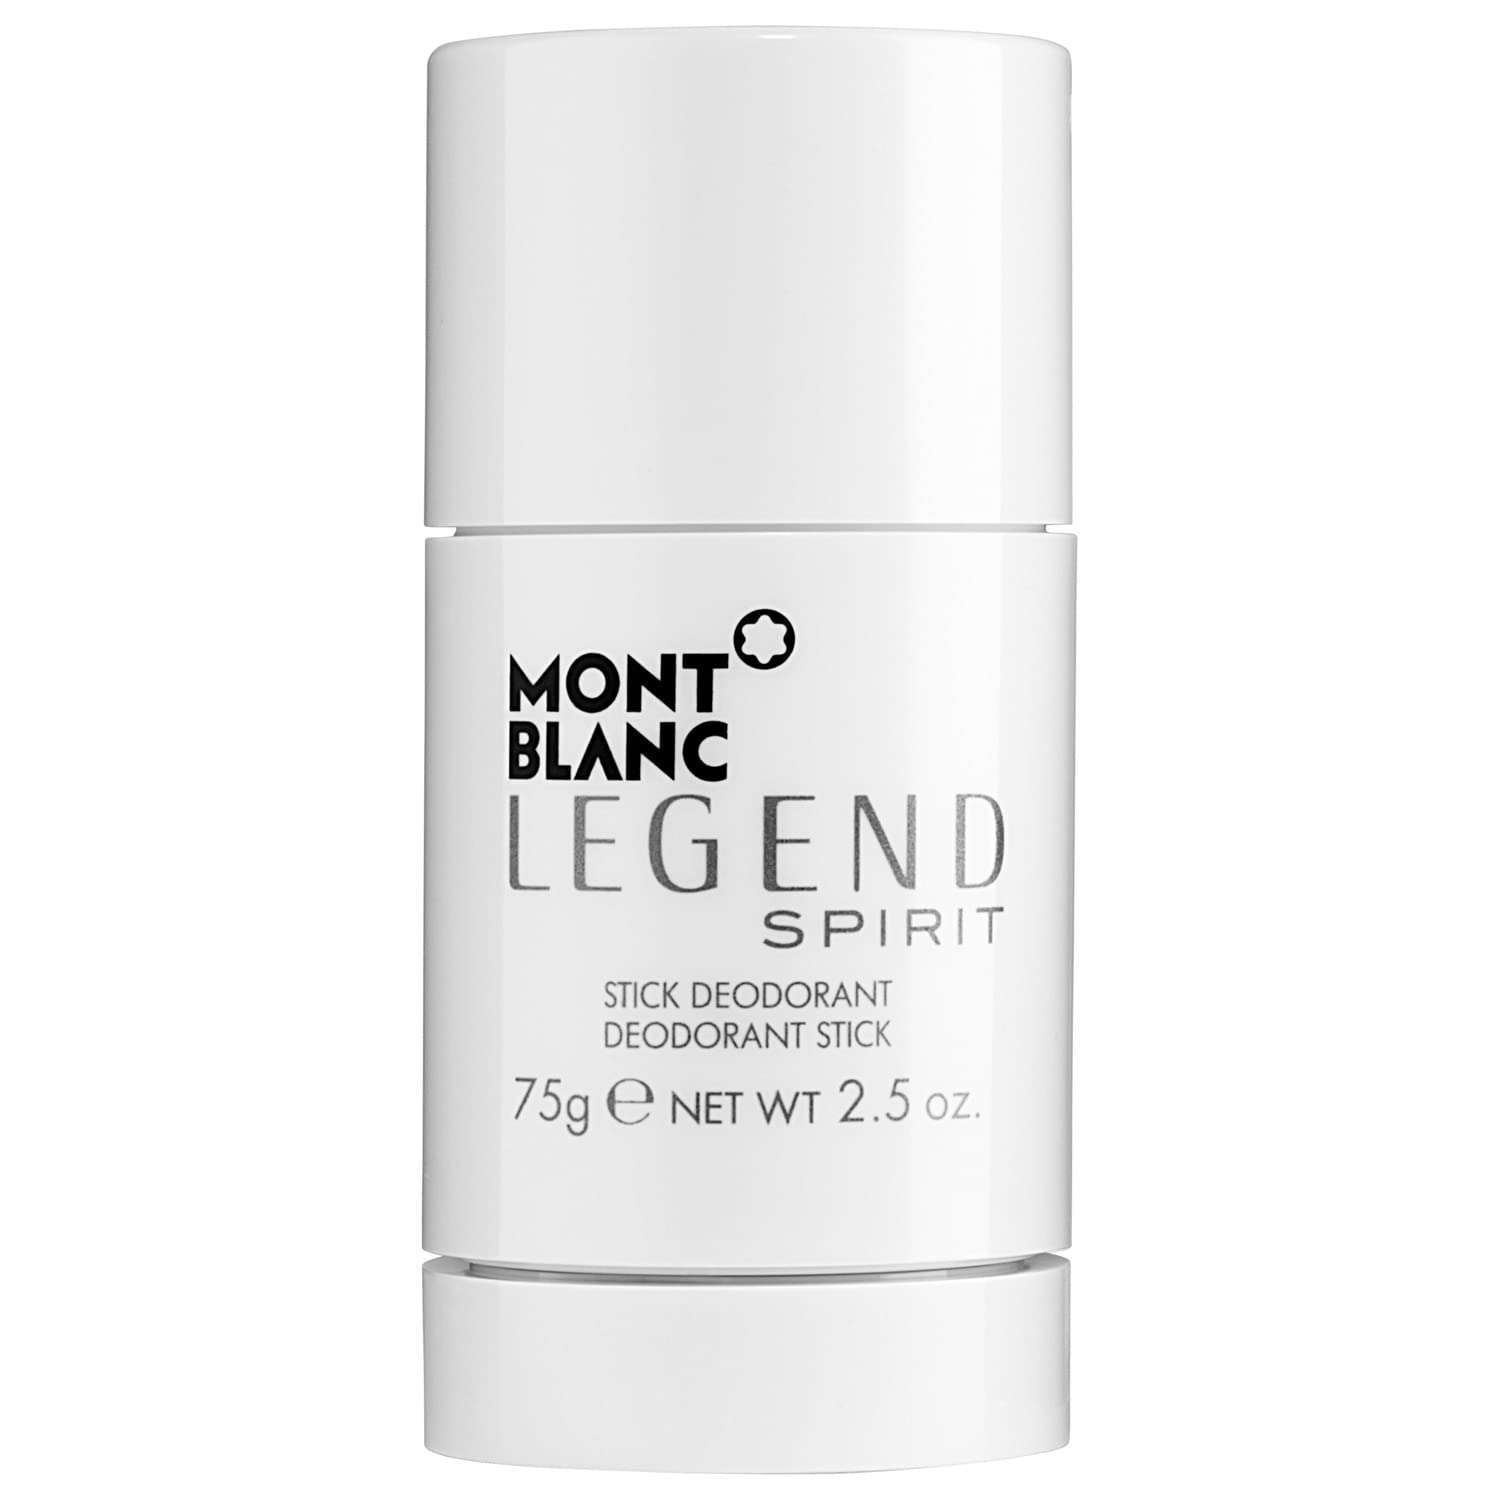 MONT
BLANC
LEGEND
SPIRIT
STICK DEODORANT
DEODORANT STICK
75g ℮ NET WT 2.5 oz.